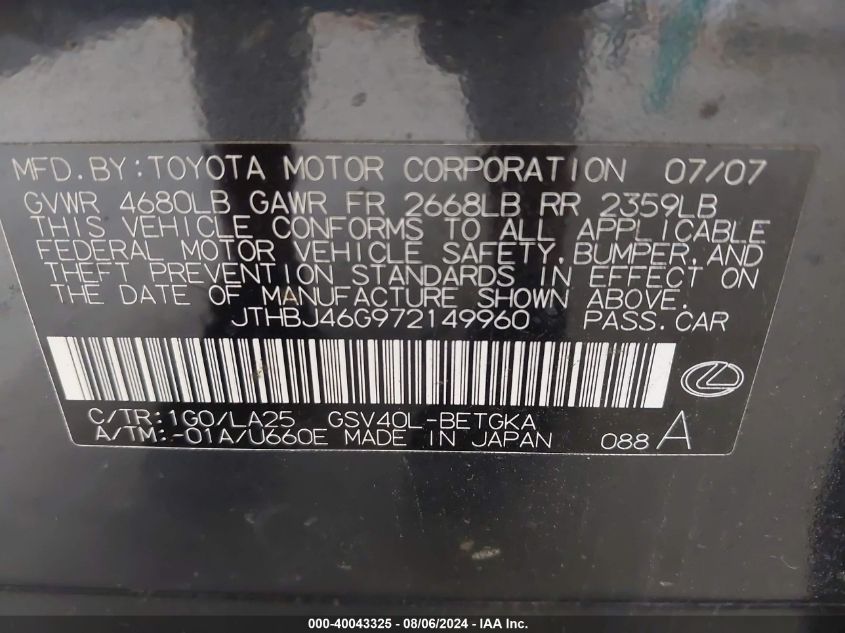 MFD. BY: TOYOTA MOTOR CORPORATION 07/07
GVWR 4680LB GAWR FR 2668LB RR 2359LB
THIS VEHICLE CONFORMS TO ALL APPLICABLE
FEDERAL MOTOR VEHICLE SAFETY, BUMPER, AND
THEFT PREVENTION STANDARDS IN EFFECT ON
THE DATE OF MANUFACTURE SHOWN ABOVE.
JTHBJ46G972149960 PASS. CAR
C/TR: 1G0/LA25 GSV40L-BETGKA
A/TM: -01A/U660E MADE IN JAPAN 088 A
000-40043325 - 08/06/2024 - IAA Inc.